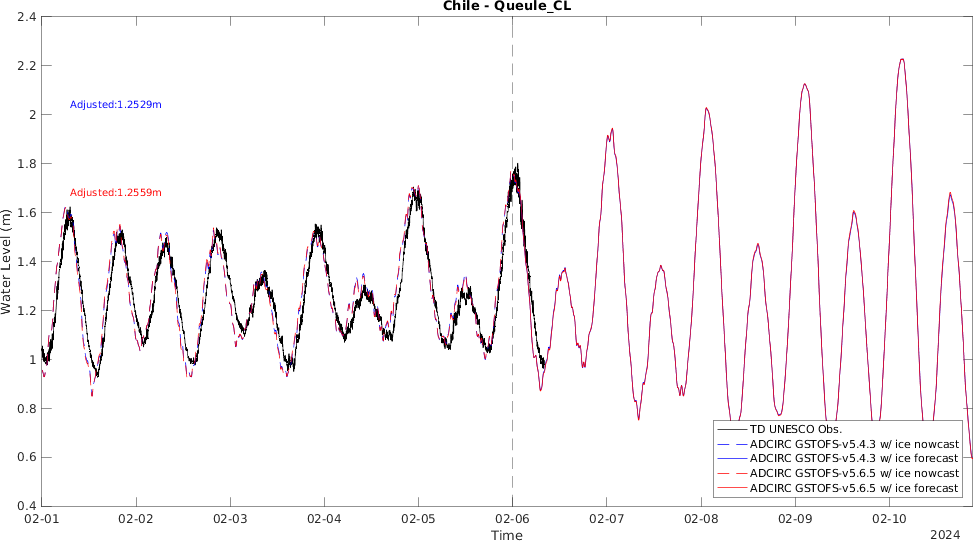 Chile - Queule_CL
2.4
2.2
2
1.8
1.6
1.4
1.2
1
0.8
0.6
0.4
Water Level (m)
Adjusted:1.2529m
Adjusted:1.2559m
TD UNESCO Obs.
ADCIRC GSTOFS-v5.4.3 w/ ice nowcast
ADCIRC GSTOFS-v5.4.3 w/ ice forecast
ADCIRC GSTOFS-v5.6.5 w/ ice nowcast
ADCIRC GSTOFS-v5.6.5 w/ ice forecast
02-01 02-02 02-03 02-04 02-05 02-06 02-07 02-08 02-09 02-10
Time
2024